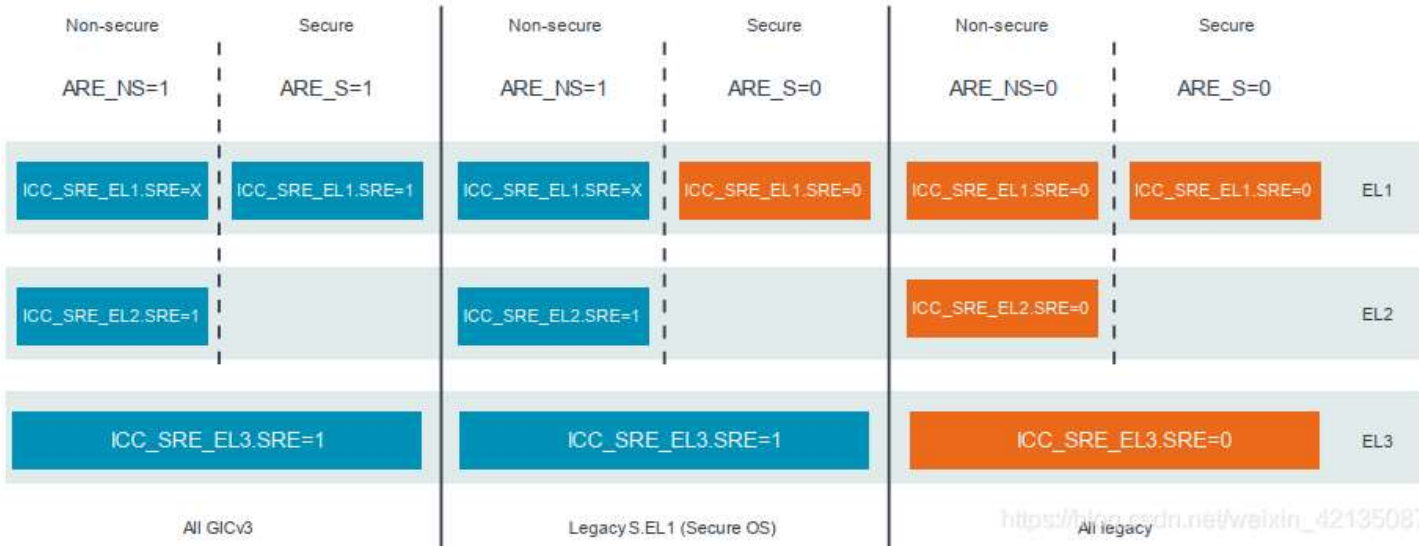 Non-secure Secure Non-secure Secure Non-secure Secure
ARE_NS=1 ARE_S=1 ARE_NS=1 ARE_S=0 ARE_NS=0 ARE_S=0
ICC_SRE_EL1.SRE=X ICC_SRE_EL1.SRE=1 ICC_SRE_EL1.SRE=X ICC_SRE_EL1.SRE=0 ICC_SRE_EL1.SRE=0 ICC_SRE_EL1.SRE=0 EL1
ICC_SRE_EL2.SRE=1 ICC_SRE_EL2.SRE=1 ICC_SRE_EL2.SRE=0 EL2
ICC_SRE_EL3.SRE=1 ICC_SRE_EL3.SRE=1 ICC_SRE_EL3.SRE=0 EL3
All GICv3 Legacy S.EL1 (Secure OS) All legacy